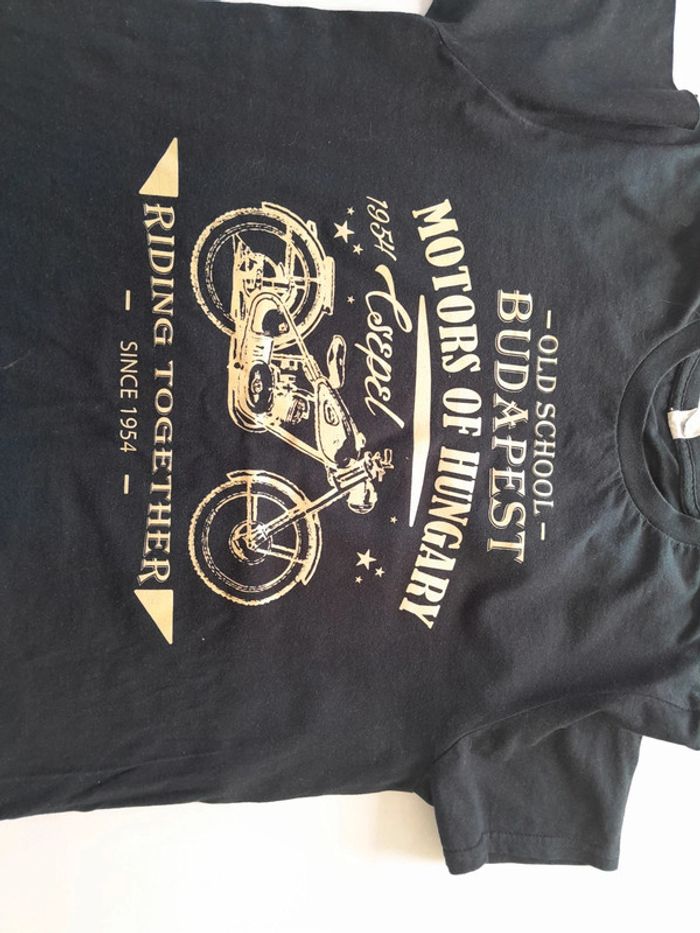 – OLD SCHOOL –
BUDAPEST
MOTORS OF HUNGARY
1954 Csepel
RIDING TOGETHER
– SINCE 1954 –